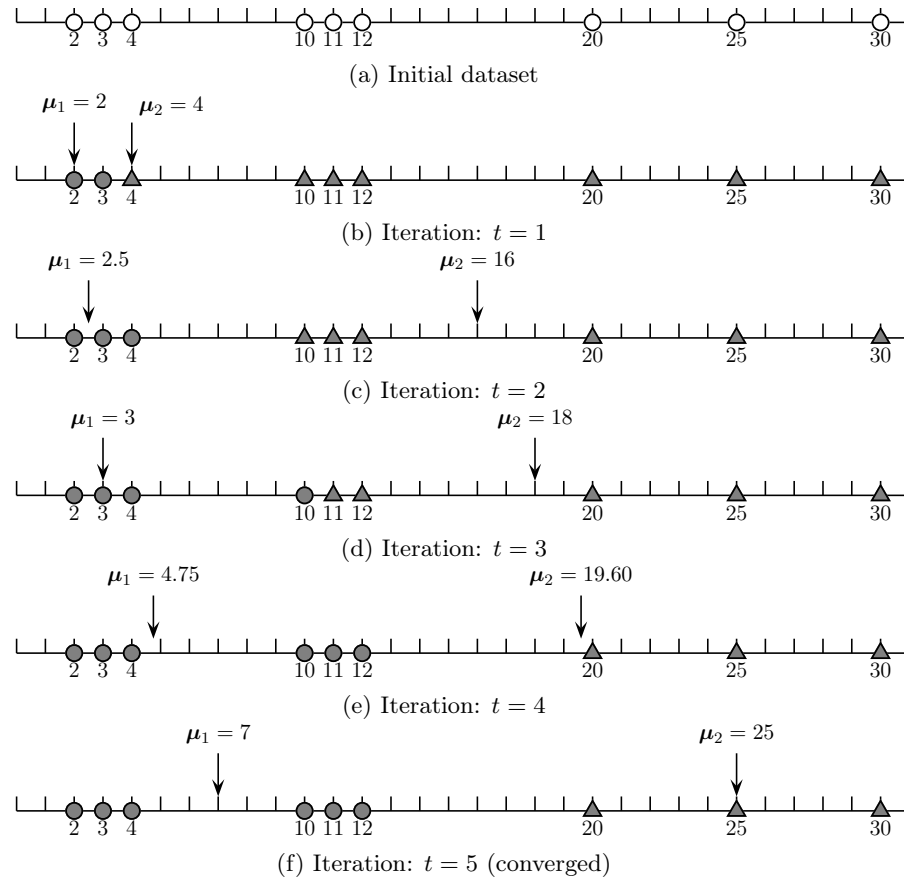 2 3 4 10 11 12 20 25 30
(a) Initial dataset
μ1 = 2 μ2 = 4
2 3 4 10 11 12 20 25 30
(b) Iteration: t = 1
μ1 = 2.5 μ2 = 16
2 3 4 10 11 12 20 25 30
(c) Iteration: t = 2
μ1 = 3 μ2 = 18
2 3 4 10 11 12 20 25 30
(d) Iteration: t = 3
μ1 = 4.75 μ2 = 19.60
2 3 4 10 11 12 20 25 30
(e) Iteration: t = 4
μ1 = 7 μ2 = 25
2 3 4 10 11 12 20 25 30
(f) Iteration: t = 5 (converged)